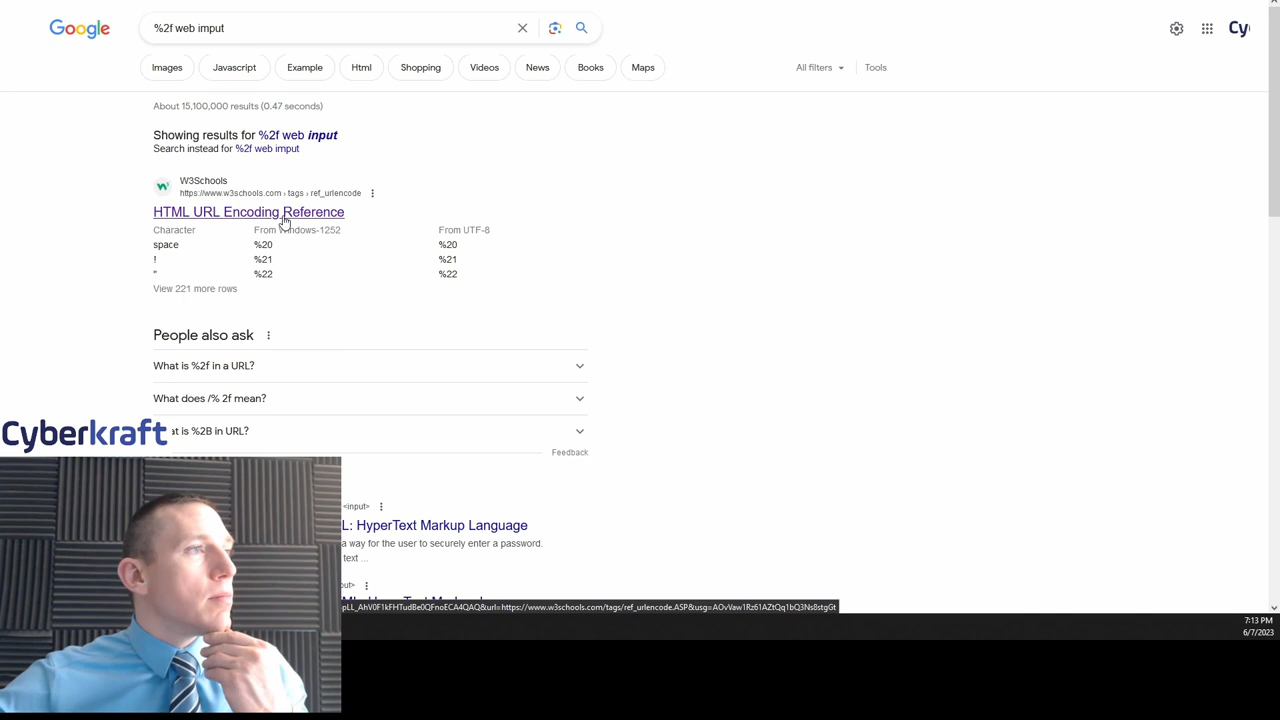 Google
%2f web imput
Cy
Images
Javascript
Example
Html
Shopping
Videos
News
Books
Maps
All filters
Tools
About 15,100,000 results (0.47 seconds)
Showing results for %2f web input
Search instead for %2f web imput
W3Schools
https://www.w3schools.com › tags › ref_urlencode
HTML URL Encoding Reference
Character From Windows-1252 From UTF-8
space %20 %20
! %21 %21
" %22 %22
View 221 more rows
People also ask
What is %2f in a URL?
What does /% 2f mean?
at is %2B in URL?
Cyberkraft
Feedback
<input>
L: HyperText Markup Language
a way for the user to securely enter a password.
text ...
put>
7:13 PM
6/7/2023